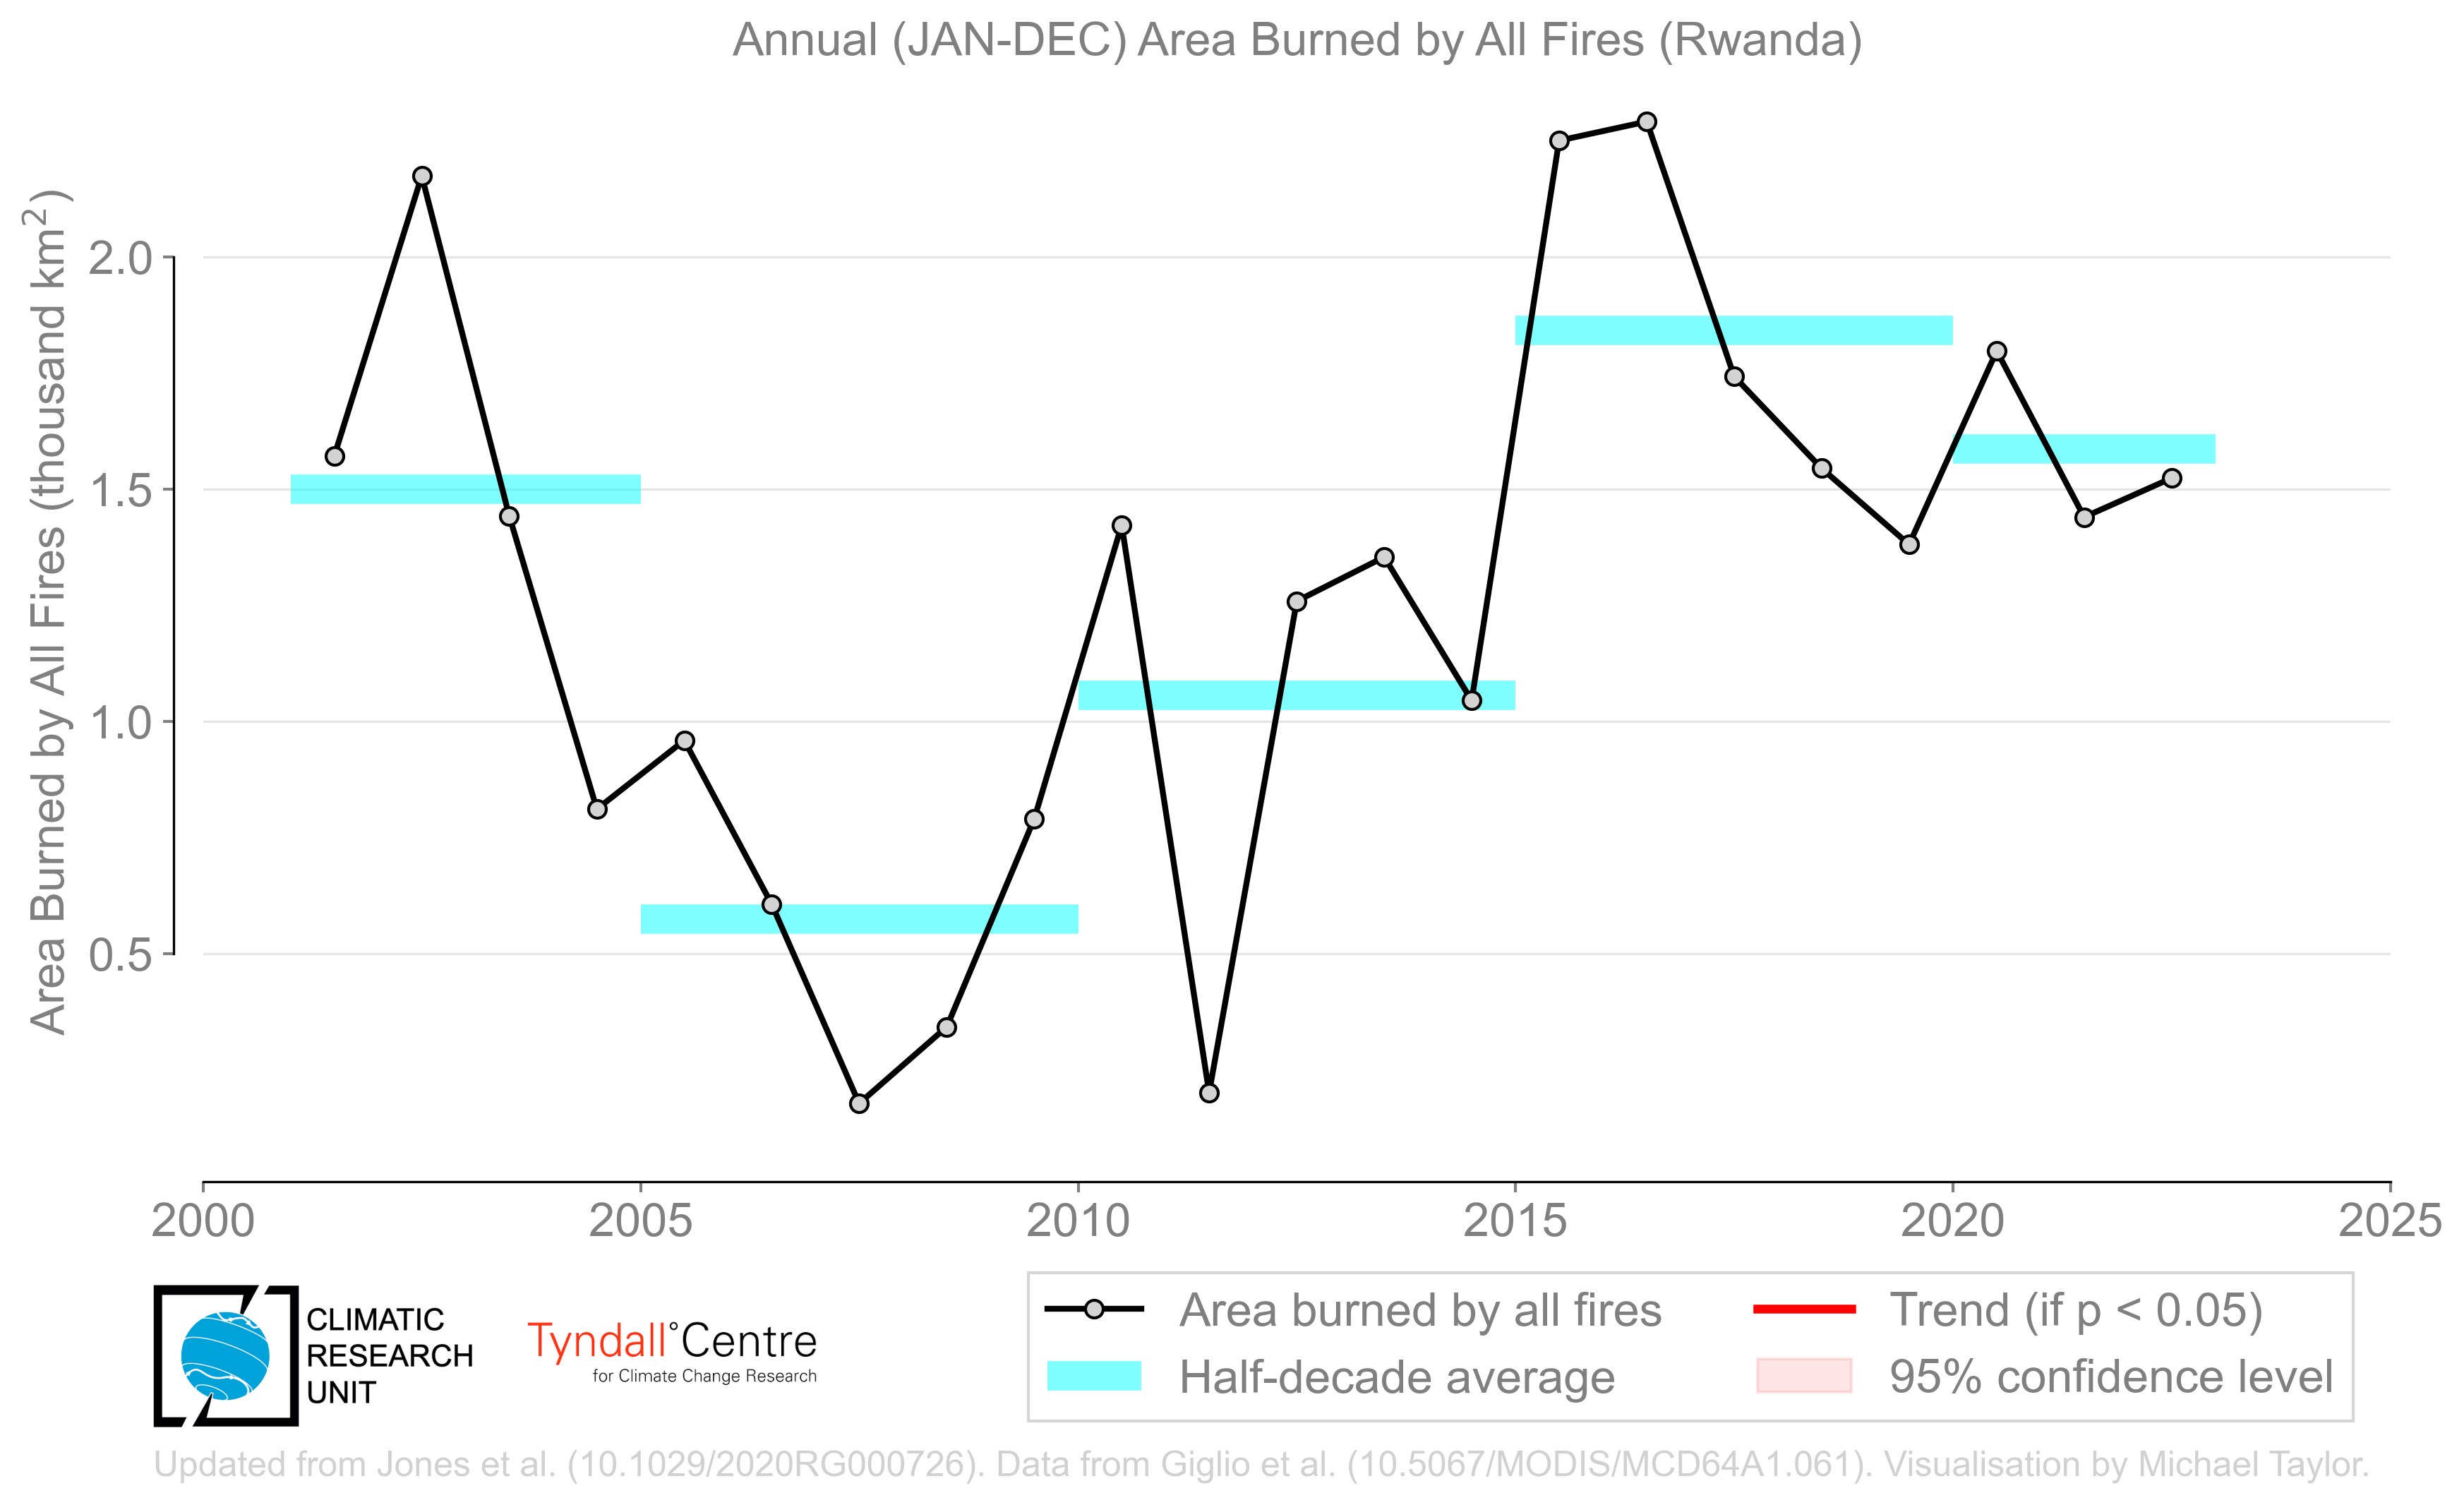 Annual (JAN-DEC) Area Burned by All Fires (Rwanda)
Area Burned by All Fires (thousand km²)
2.0
1.5
1.0
0.5
2000 2005 2010 2015 2020 2025
CLIMATIC
RESEARCH
UNIT
Tyndall°Centre
for Climate Change Research
Area burned by all fires
Half-decade average
Trend (if p < 0.05)
95% confidence level
Updated from Jones et al. (10.1029/2020RG000726). Data from Giglio et al. (10.5067/MODIS/MCD64A1.061). Visualisation by Michael Taylor.